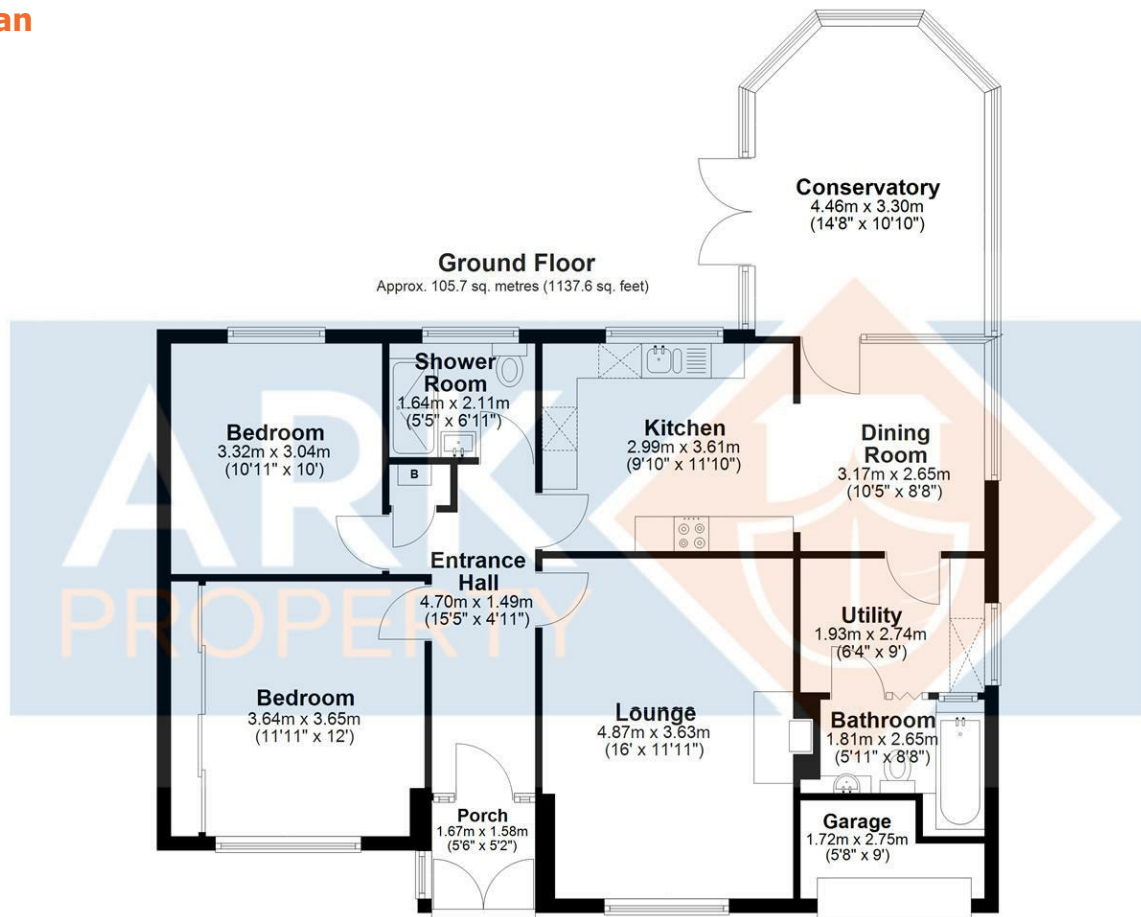 an
Conservatory
4.46m x 3.30m
(14'8" x 10'10")
Ground Floor
Approx. 105.7 sq. metres (1137.6 sq. feet)
Shower
Room
1.64m x 2.11m
(5'5" x 6'11")
Bedroom
3.32m x 3.04m
(10'11" x 10')
Kitchen
2.99m x 3.61m
(9'10" x 11'10")
Dining
Room
3.17m x 2.65m
(10'5" x 8'8")
B
ARK
PROPERTY
Entrance
Hall
4.70m x 1.49m
(15'5" x 4'11")
Utility
1.93m x 2.74m
(6'4" x 9')
Bedroom
3.64m x 3.65m
(11'11" x 12')
Lounge
4.87m x 3.63m
(16' x 11'11")
Bathroom
1.81m x 2.65m
(5'11" x 8'8")
Porch
1.67m x 1.58m
(5'6" x 5'2")
Garage
1.72m x 2.75m
(5'8" x 9')